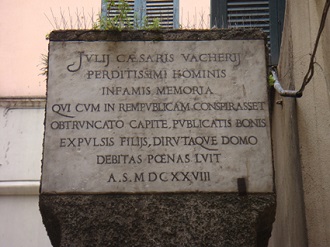 JULIJ CÆSARIS VACHERIJ
PERDITISSIMI HOMINIS
INFAMIS MEMORIA
QVI CVM IN REMPVBLICAM CONSPIRASSET
OBTRVNCATO CAPITE, PVBLICATIS BONIS
EXPVLSIS FILIJS, DIRVTAQVE DOMO
DEBITAS PŒNAS LVIT
A.S. MDCXXVIII